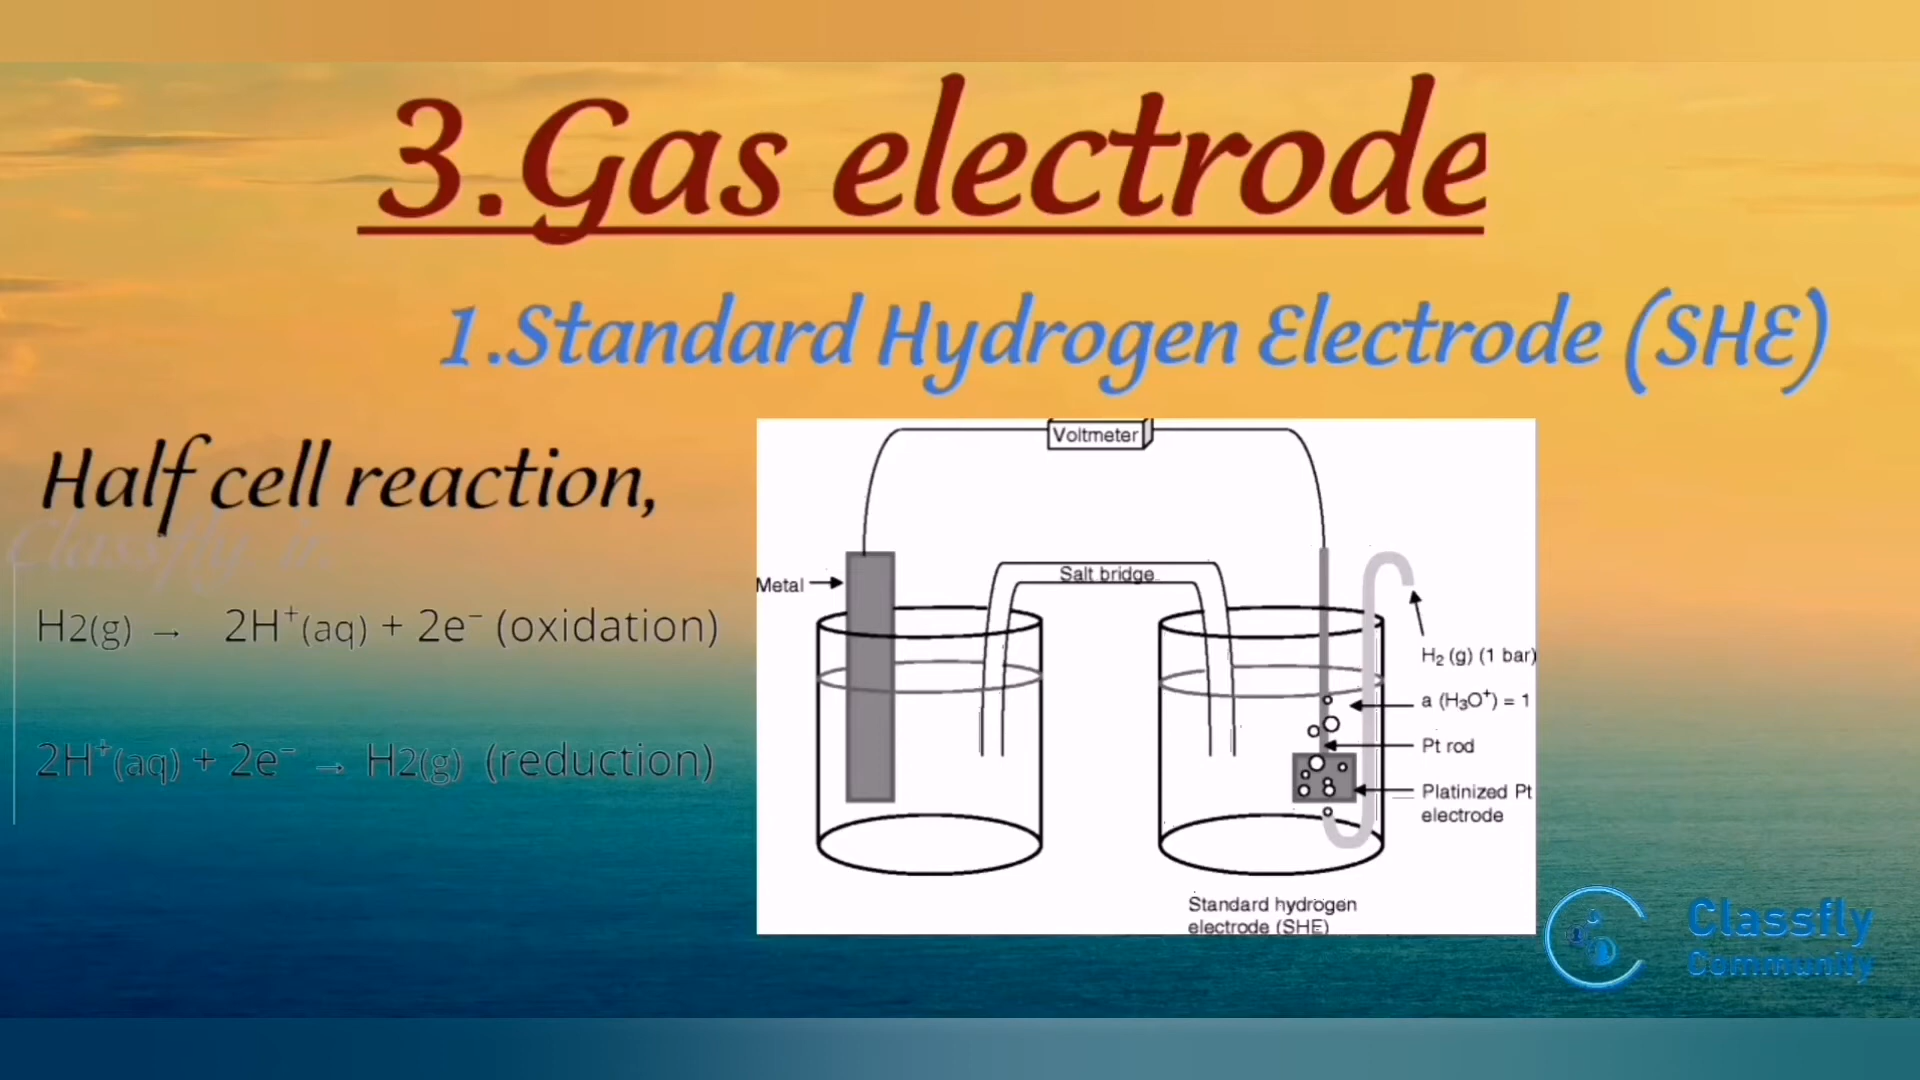 3.Gas electrode
1.Standard Hydrogen Electrode (SHE)
Half cell reaction,
Classfly
H2(g) → 2H⁺(aq) + 2e⁻ (oxidation)
2H⁺(aq) + 2e⁻ → H2(g) (reduction)
Voltmeter
Metal
Salt bridge
H₂ (g) (1 bar)
a (H₃O⁺) = 1
Pt rod
Platinized Pt
electrode
Standard hydrogen
electrode (SHE)
Classfly
Community